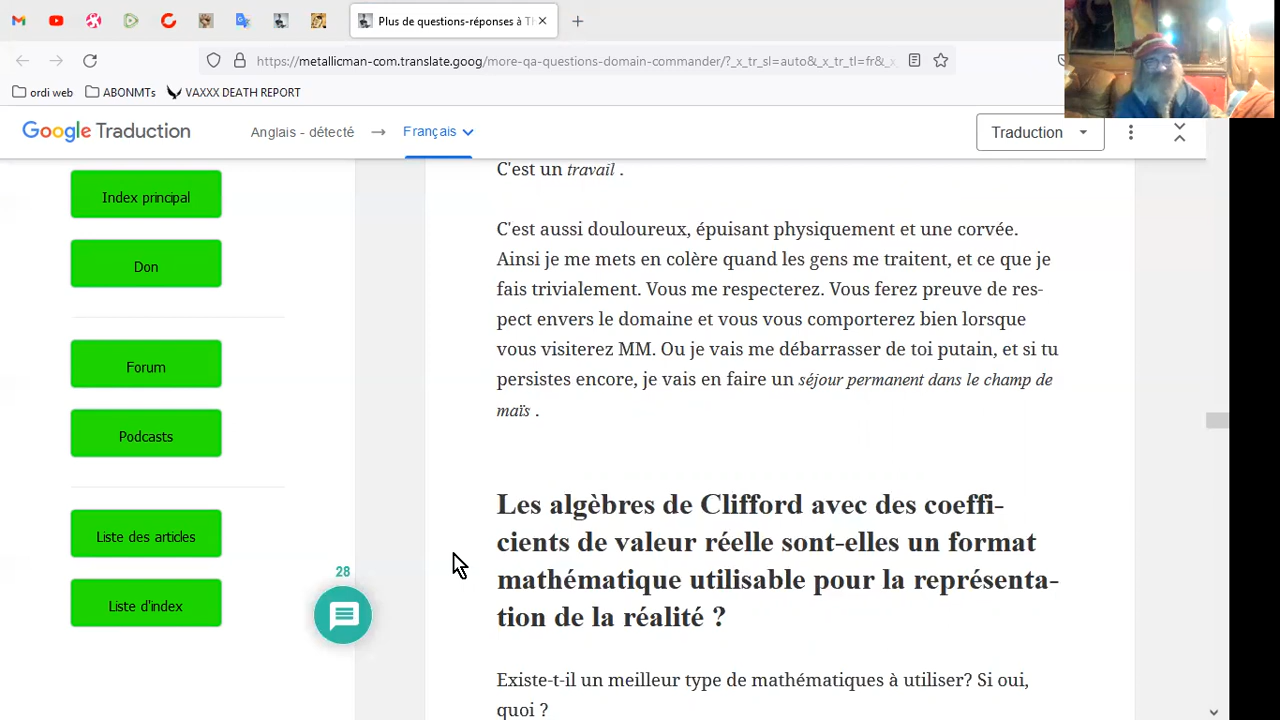 Plus de questions-réponses à Tl
https://metallicman-com.translate.goog/more-qa-questions-domain-commander/?_x_tr_sl=auto&_x_tr_tl=fr&_x
ordi web
ABONMTs
VAXXX DEATH REPORT
Google Traduction
Anglais - détecté
Français
Traduction
Index principal
Don
Forum
Podcasts
Liste des articles
Liste d'index
28
C'est un travail .
C'est aussi douloureux, épuisant physiquement et une corvée.
Ainsi je me mets en colère quand les gens me traitent, et ce que je
fais trivialement. Vous me respecterez. Vous ferez preuve de res-
pect envers le domaine et vous vous comporterez bien lorsque
vous visiterez MM. Ou je vais me débarrasser de toi putain, et si tu
persistes encore, je vais en faire un séjour permanent dans le champ de
maïs .
Les algèbres de Clifford avec des coeffi-
cients de valeur réelle sont-elles un format
mathématique utilisable pour la représenta-
tion de la réalité ?
Existe-t-il un meilleur type de mathématiques à utiliser? Si oui,
quoi ?